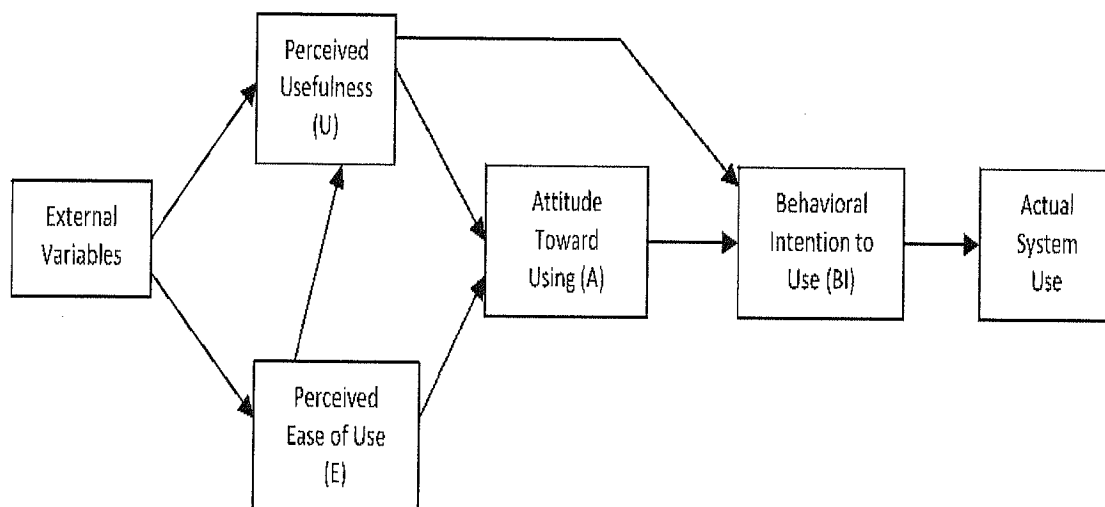 External
Variables
Perceived
Usefulness
(U)
Perceived
Ease of Use
(E)
Attitude
Toward
Using (A)
Behavioral
Intention to
Use (BI)
Actual
System
Use